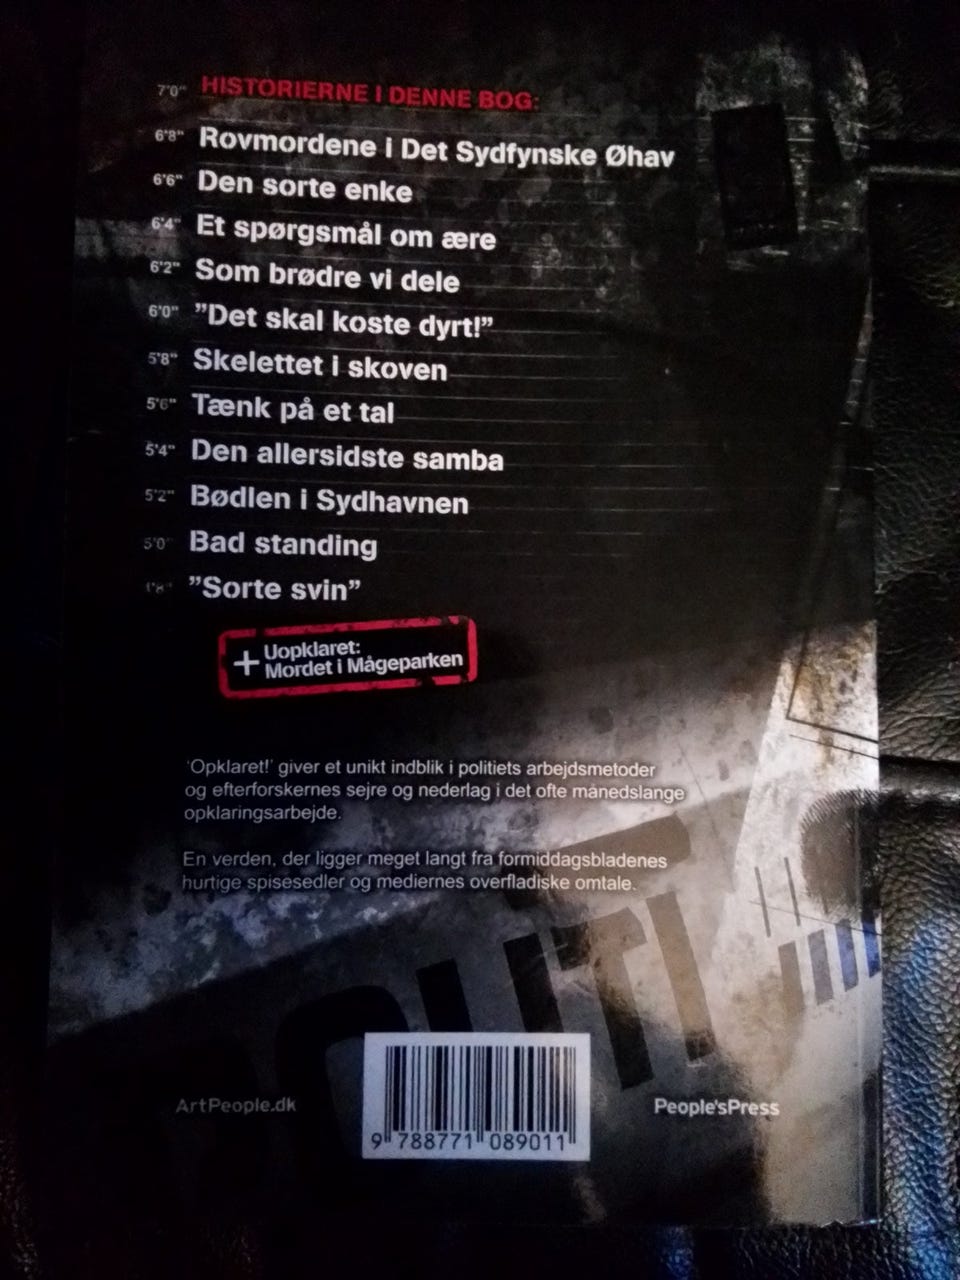 7'0" HISTORIERNE I DENNE BOG:
6'8" Rovmordene i Det Sydfynske Øhav
6'6" Den sorte enke
6'4" Et spørgsmål om ære
6'2" Som brødre vi dele
6'0" ”Det skal koste dyrt!”
5'8" Skelettet i skoven
5'6" Tænk på et tal
5'4" Den allersidste samba
5'2" Bødlen i Sydhavnen
5'0" Bad standing
”Sorte svin”
+ Uopklaret:
Mordet i Mågeparken
'Opklaret!' giver et unikt indblik i politiets arbejdsmetoder
og efterforskernes sejre og nederlag i det ofte månedslange
opklaringsarbejde.
En verden, der ligger meget langt fra formiddagsbladenes
hurtige spisesedler og mediernes overfladiske omtale.
POLITI
ArtPeople.dk
People'sPress
9 788771 089011